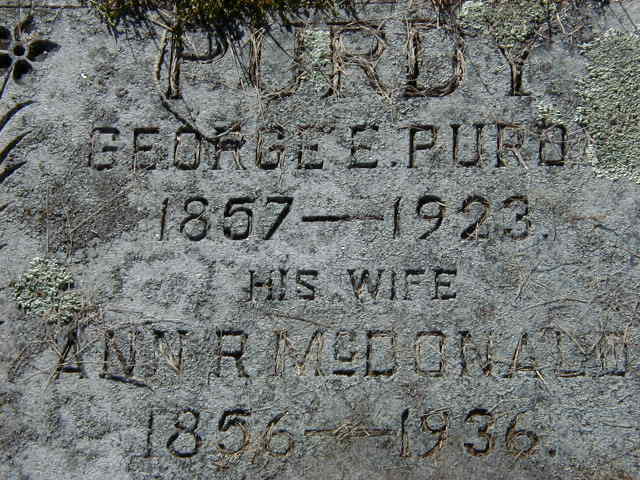 PURDY
GEORGE E. PURD
1857—1923.
HIS WIFE
ANN R. McDONALD
1856—1936.